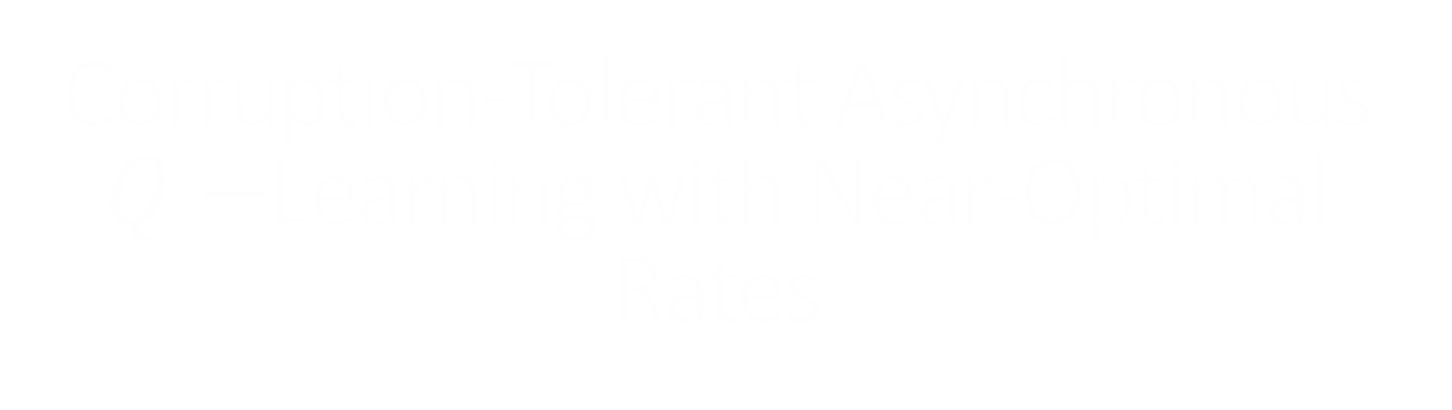 Corruption-Tolerant Asynchronous
Q –Learning with Near-Optimal
Rates